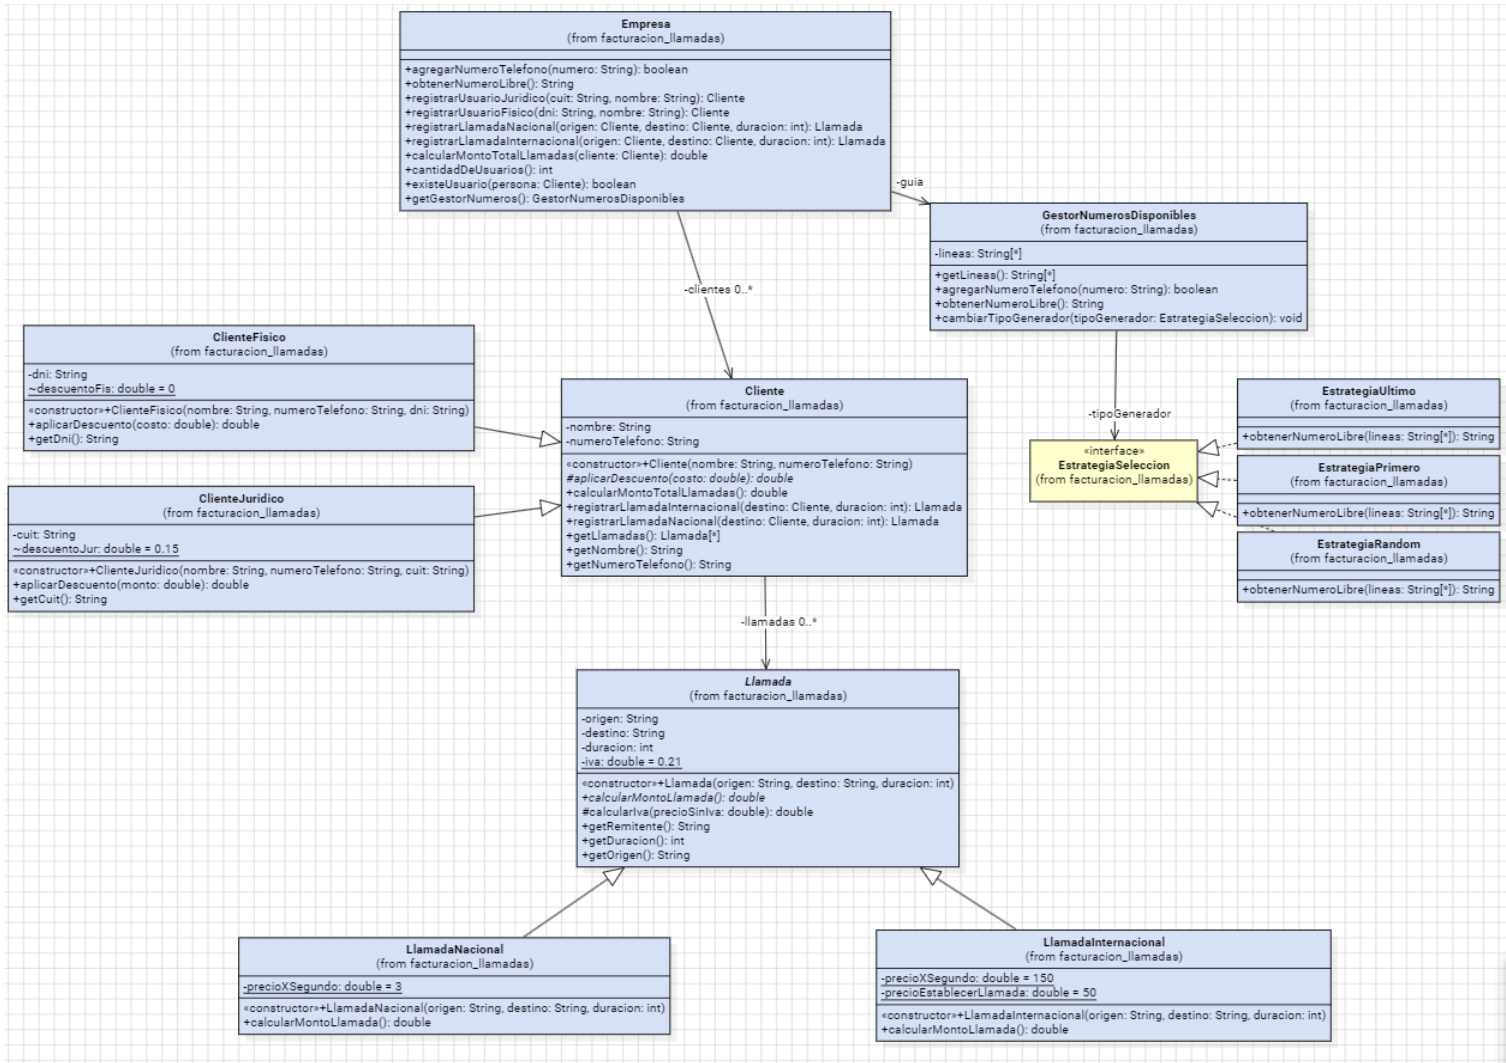 Empresa
(from facturacion_llamadas)
+agregarNumeroTelefono(numero: String): boolean
+obtenerNumeroLibre(): String
+registrarUsuarioJuridico(cuit: String, nombre: String): Cliente
+registrarUsuarioFisico(dni: String, nombre: String): Cliente
+registrarLlamadaNacional(origen: Cliente, destino: Cliente, duracion: int): Llamada
+registrarLlamadaInternacional(origen: Cliente, destino: Cliente, duracion: int): Llamada
+calcularMontoTotalLlamadas(cliente: Cliente): double
+cantidadDeUsuarios(): int
+existeUsuario(persona: Cliente): boolean
+getGestorNumeros(): GestorNumerosDisponibles
-guia
GestorNumerosDisponibles
(from facturacion_llamadas)
-lineas: String[*]
+getLineas(): String[*]
+agregarNumeroTelefono(numero: String): boolean
+obtenerNumeroLibre(): String
+cambiarTipoGenerador(tipoGenerador: EstrategiaSeleccion): void
-clientes 0..*
ClienteFisico
(from facturacion_llamadas)
-dni: String
~descuentoFis: double = 0
«constructor»+ClienteFisico(nombre: String, numeroTelefono: String, dni: String)
+aplicarDescuento(costo: double): double
+getDni(): String
ClienteJuridico
(from facturacion_llamadas)
-cuit: String
~descuentoJur: double = 0.15
«constructor»+ClienteJuridico(nombre: String, numeroTelefono: String, cuit: String)
+aplicarDescuento(monto: double): double
+getCuit(): String
Cliente
(from facturacion_llamadas)
-nombre: String
-numeroTelefono: String
«constructor»+Cliente(nombre: String, numeroTelefono: String)
#aplicarDescuento(costo: double): double
+calcularMontoTotalLlamadas(): double
+registrarLlamadaInternacional(destino: Cliente, duracion: int): Llamada
+registrarLlamadaNacional(destino: Cliente, duracion: int): Llamada
+getLlamadas(): Llamada[*]
+getNombre(): String
+getNumeroTelefono(): String
-tipoGenerador
«interface»
EstrategiaSeleccion
(from facturacion_llamadas)
EstrategiaUltimo
(from facturacion_llamadas)
+obtenerNumeroLibre(lineas: String[*]): String
EstrategiaPrimero
(from facturacion_llamadas)
+obtenerNumeroLibre(lineas: String[*]): String
EstrategiaRandom
(from facturacion_llamadas)
+obtenerNumeroLibre(lineas: String[*]): String
-llamadas 0..*
Llamada
(from facturacion_llamadas)
-origen: String
-destino: String
-duracion: int
-iva: double = 0.21
«constructor»+Llamada(origen: String, destino: String, duracion: int)
+calcularMontoLlamada(): double
#calcularIva(precioSinIva: double): double
+getRemitente(): String
+getDuracion(): int
+getOrigen(): String
LlamadaNacional
(from facturacion_llamadas)
-precioXSegundo: double = 3
«constructor»+LlamadaNacional(origen: String, destino: String, duracion: int)
+calcularMontoLlamada(): double
LlamadaInternacional
(from facturacion_llamadas)
-precioXSegundo: double = 150
-precioEstablecerLlamada: double = 50
«constructor»+LlamadaInternacional(origen: String, destino: String, duracion: int)
+calcularMontoLlamada(): double